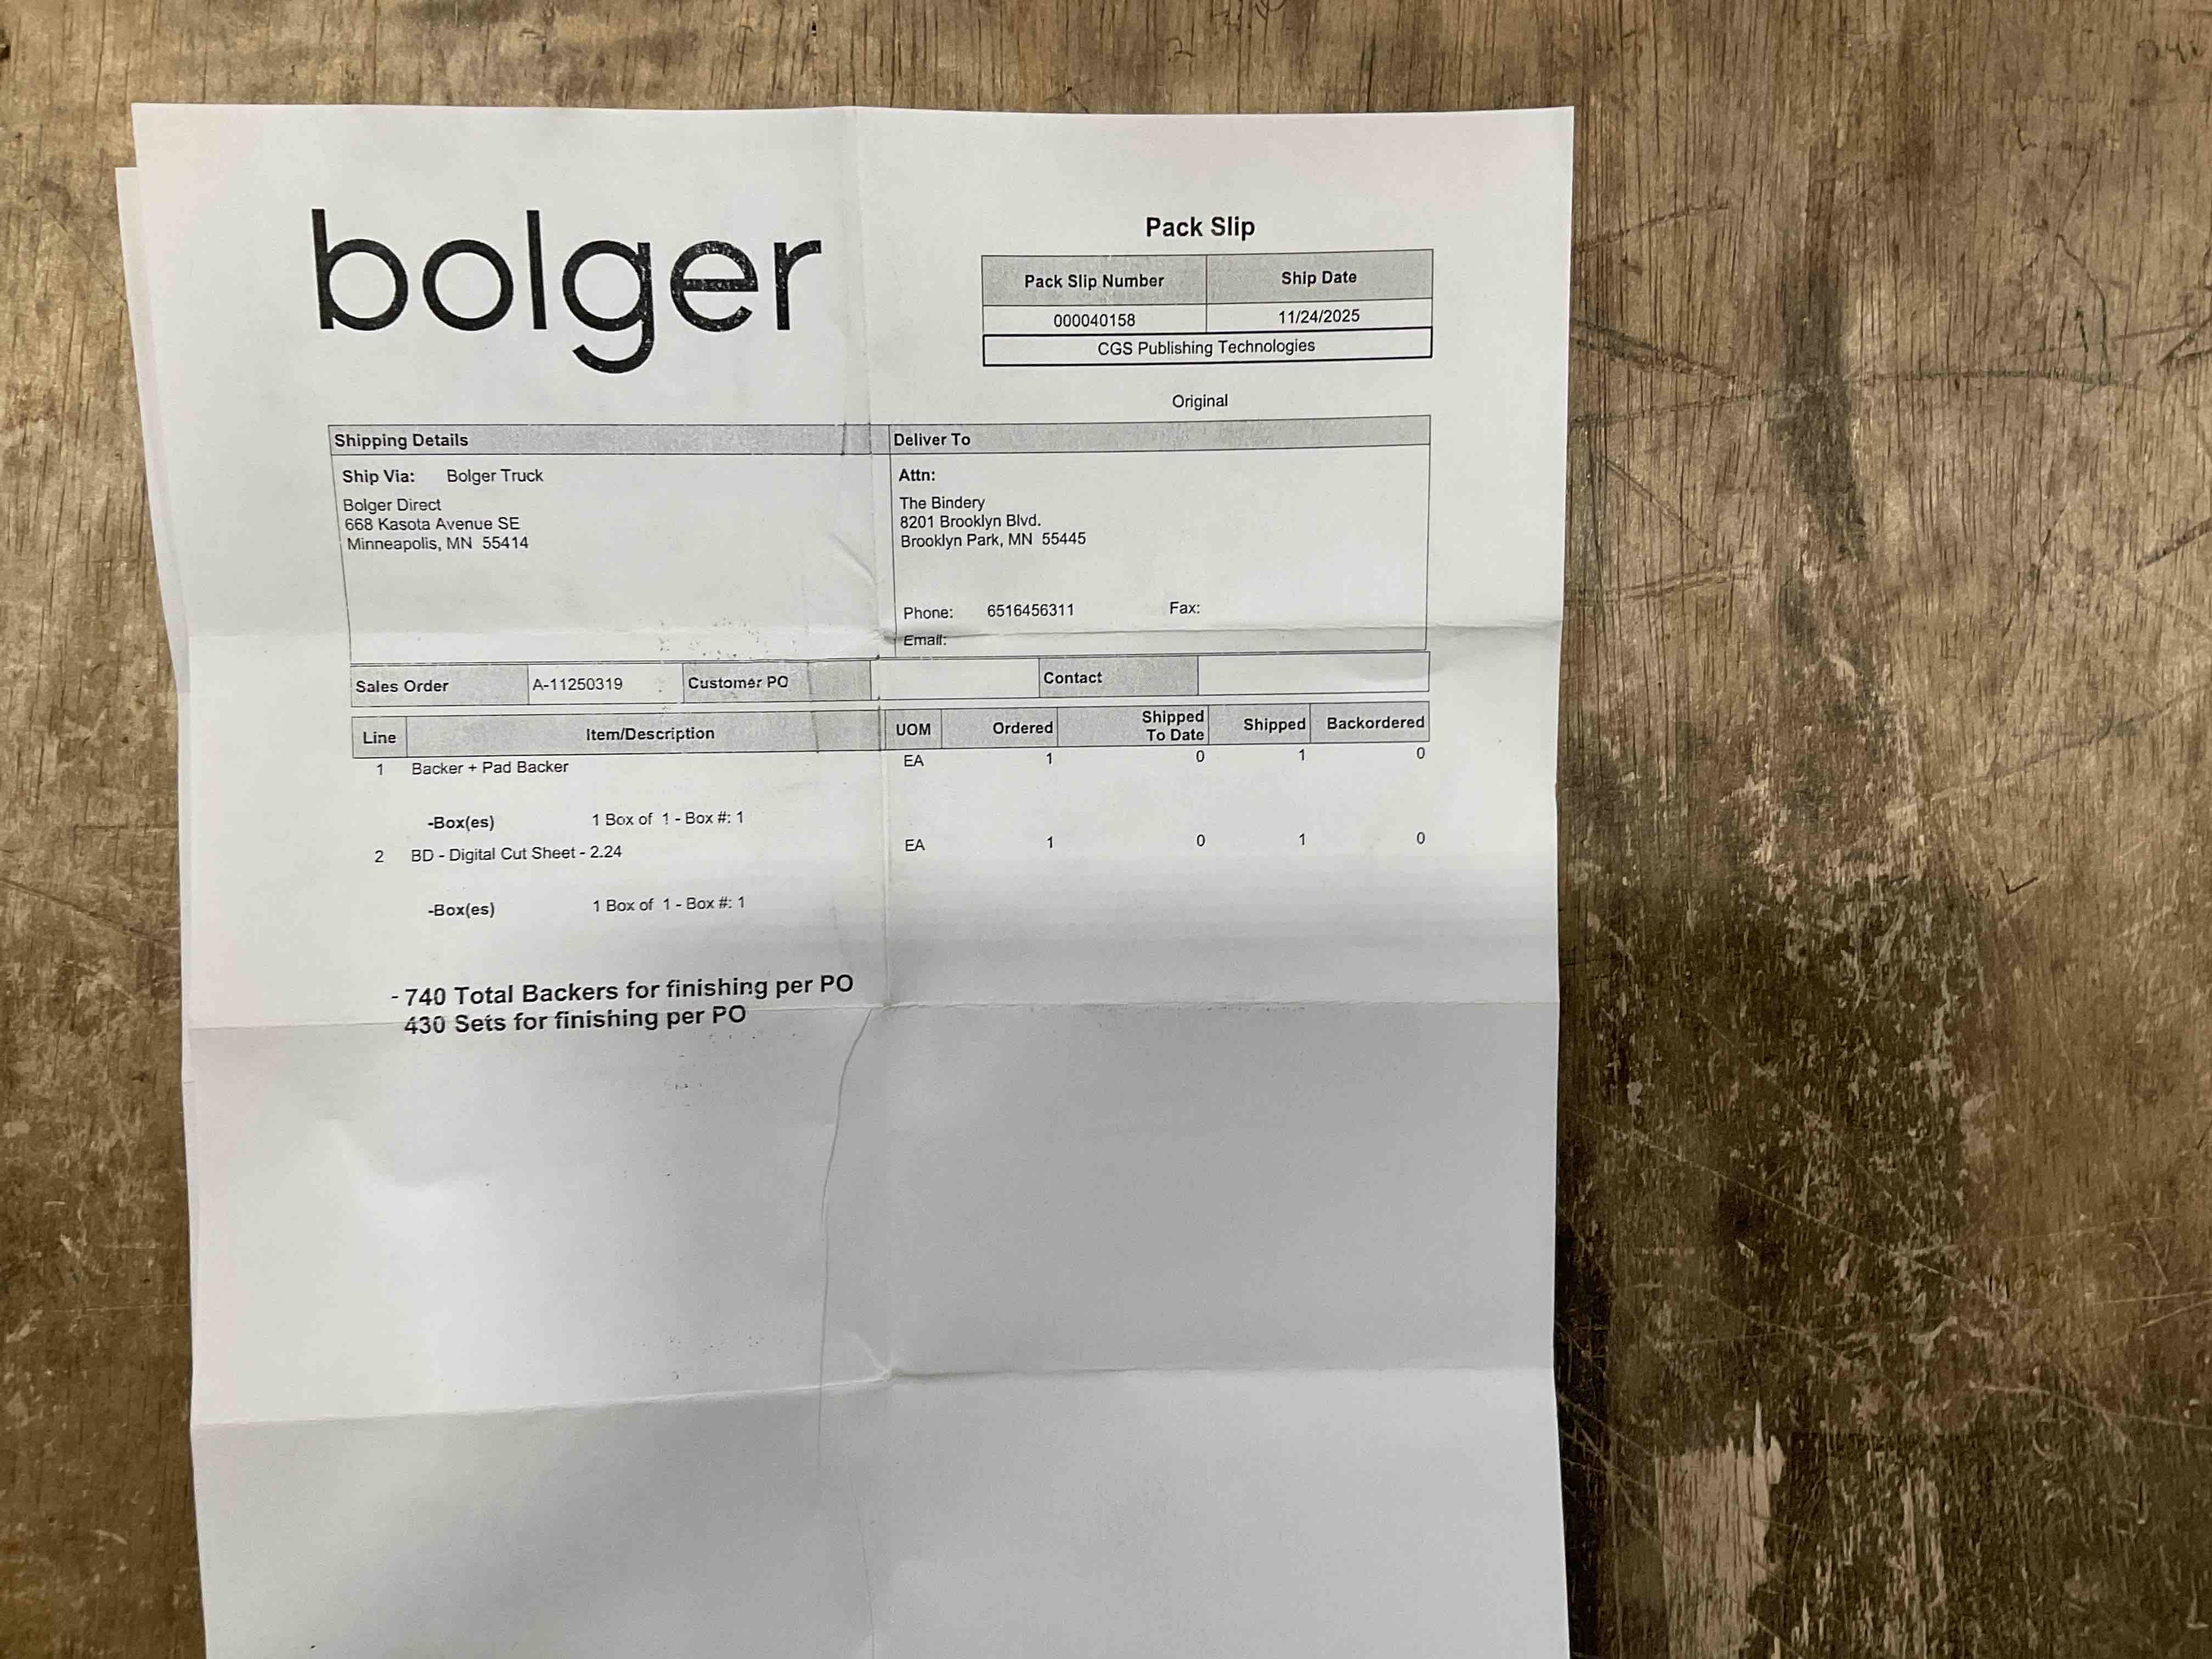 bolger
Pack Slip
Pack Slip Number Ship Date
000040158 11/24/2025
CGS Publishing Technologies
Original
Shipping Details Deliver To
Ship Via: Bolger Truck
Bolger Direct
668 Kasota Avenue SE
Minneapolis, MN 55414
Attn:
The Bindery
8201 Brooklyn Blvd.
Brooklyn Park, MN 55445
Phone: 6516456311 Fax:
Email:
Sales Order A-11250319 Customer PO Contact
Line Item/Description UOM Ordered Shipped To Date Shipped Backordered
1 Backer + Pad Backer EA 1 0 1 0
-Box(es) 1 Box of 1 - Box #: 1
2 BD - Digital Cut Sheet - 2.24 EA 1 0 1 0
-Box(es) 1 Box of 1 - Box #: 1
- 740 Total Backers for finishing per PO
430 Sets for finishing per PO